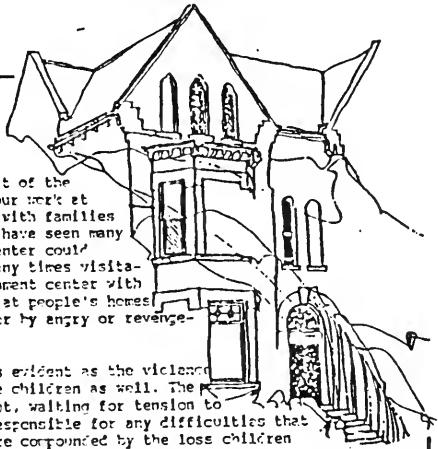 t of the
our work at
with families
have seen many
enter could
any times visita-
ment center with
at people's homes
er by angry or revenge-
s evident as the violence
e children as well. The
et, waiting for tension to
esponsible for any difficulties that
re compounded by the loss children